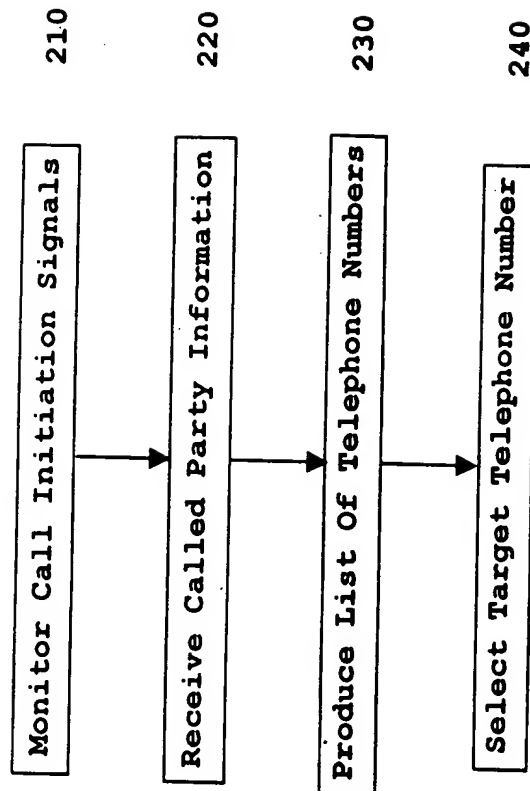 Monitor Call Initiation Signals 210
Receive Called Party Information 220
Produce List Of Telephone Numbers 230
Select Target Telephone Number 240